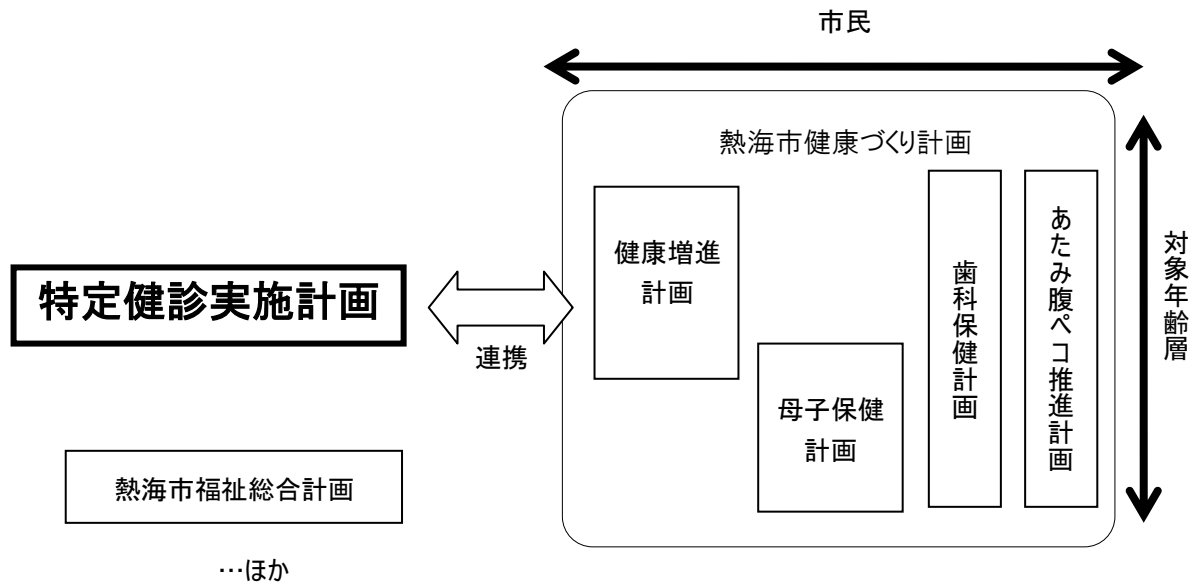 市民
熱海市健康づくり計画
健康増進
計画
母子保健
計画
歯科保健計画
あたみ腹ペコ推進計画
対象年齢層
特定健診実施計画
連携
熱海市福祉総合計画
…ほか